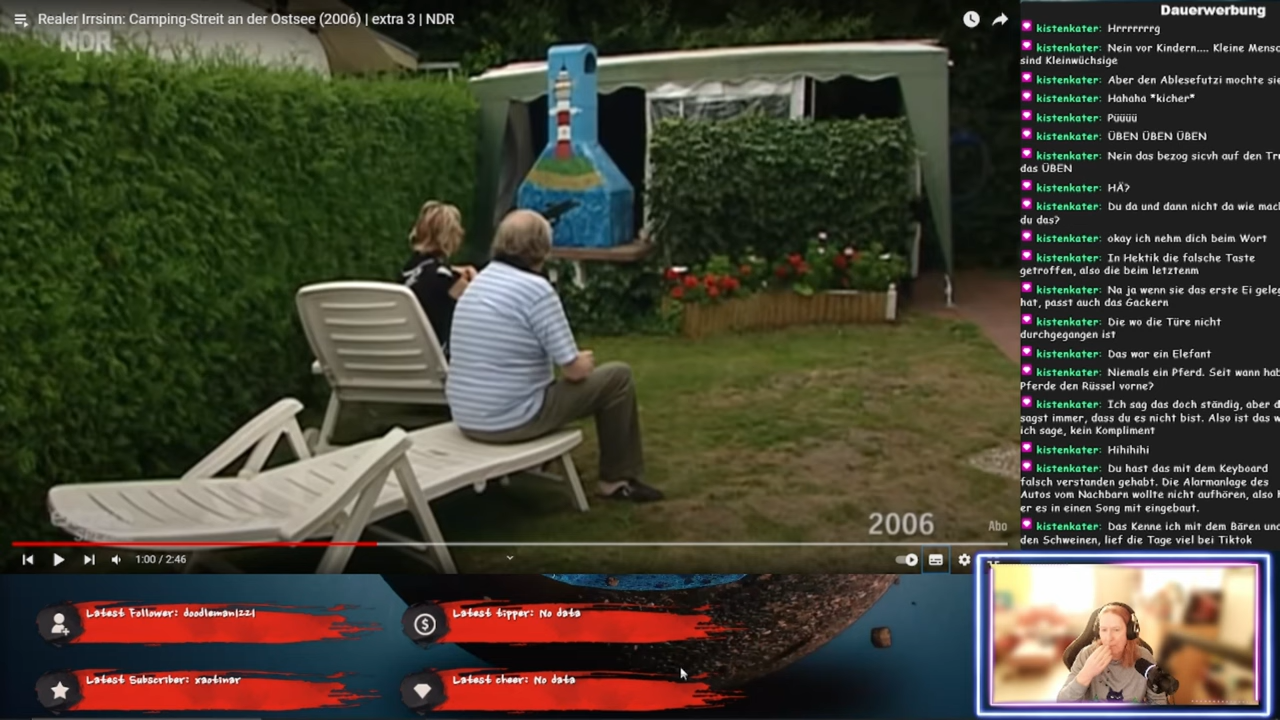 Realer Irrsinn: Camping-Streit an der Ostsee (2006) | extra 3 | NDR
NDR
2006
Abo
1:00 / 2:46
Dauerwerbung
kistenkater: Hrrrrrrg
kistenkater: Nein vor Kindern.... Kleine
sind Kleinwüchsige
kistenkater: Aber den Ablesefutzi mochte
kistenkater: Hahaha *kicher*
kistenkater: Püüüü
kistenkater: ÜBEN ÜBEN ÜBEN
kistenkater: Nein das bezog sicvh auf den
das ÜBEN
kistenkater: HÄ?
kistenkater: Du da und dann nicht da wie
du das?
kistenkater: okay ich nehm dich beim Wort
kistenkater: In Hektik die falsche Taste
getroffen, also die beim letztenm
kistenkater: Na ja wenn sie das erste Ei
hat, passt auch das Gackern
kistenkater: Die wo die Türe nicht
durchgegangen ist
kistenkater: Das war ein Elefant
kistenkater: Niemals ein Pferd. Seit wann
Pferde den Rüssel vorne?
kistenkater: Ich sag das doch ständig, aber
sagst immer, dass du es nicht bist. Also ist das
ich sage, kein Kompliment
kistenkater: Hihihihi
kistenkater: Du hast das mit dem Keyboard
falsch verstanden gehabt. Die Alarmanlage des
Autos vom Nachbarn wollte nicht aufhören, also
er es in einen Song mit eingebaut.
kistenkater: Das Kenne ich mit dem Bären
den Schweinen, lief die Tage viel bei Tiktok
Latest Follower: doodleman1221
Latest tipper: No data
Latest Subscriber: xaotinar
Latest cheer: No data